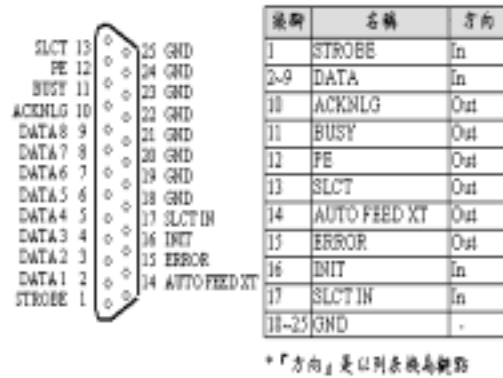 SLCT 13
PE 12
BUSY 11
ACKNLG 10
DATA8 9
DATA7 8
DATA6 7
DATA5 6
DATA4 5
DATA3 4
DATA2 3
DATA1 2
STROBE 1
25 GND
24 GND
23 GND
22 GND
21 GND
20 GND
19 GND
18 GND
17 SLCTIN
16 INIT
15 ERROR
14 AUTO FEED XT
接腳 名稱 方向
1 STROBE In
2~9 DATA In
10 ACKNLG Out
11 BUSY Out
12 PE Out
13 SLCT Out
14 AUTO FEED XT Out
15 ERROR Out
16 INIT In
17 SLCTIN In
18~25 GND -
*「方向」是以列表機為觀點